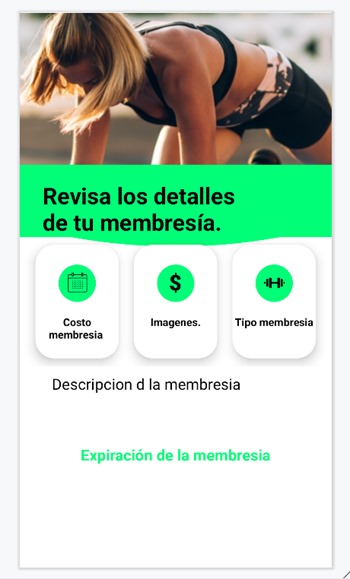 Revisa los detalles
de tu membresía.
$
Costo
membresia
Imagenes.
Tipo membresia
Descripcion d la membresia
Expiración de la membresia